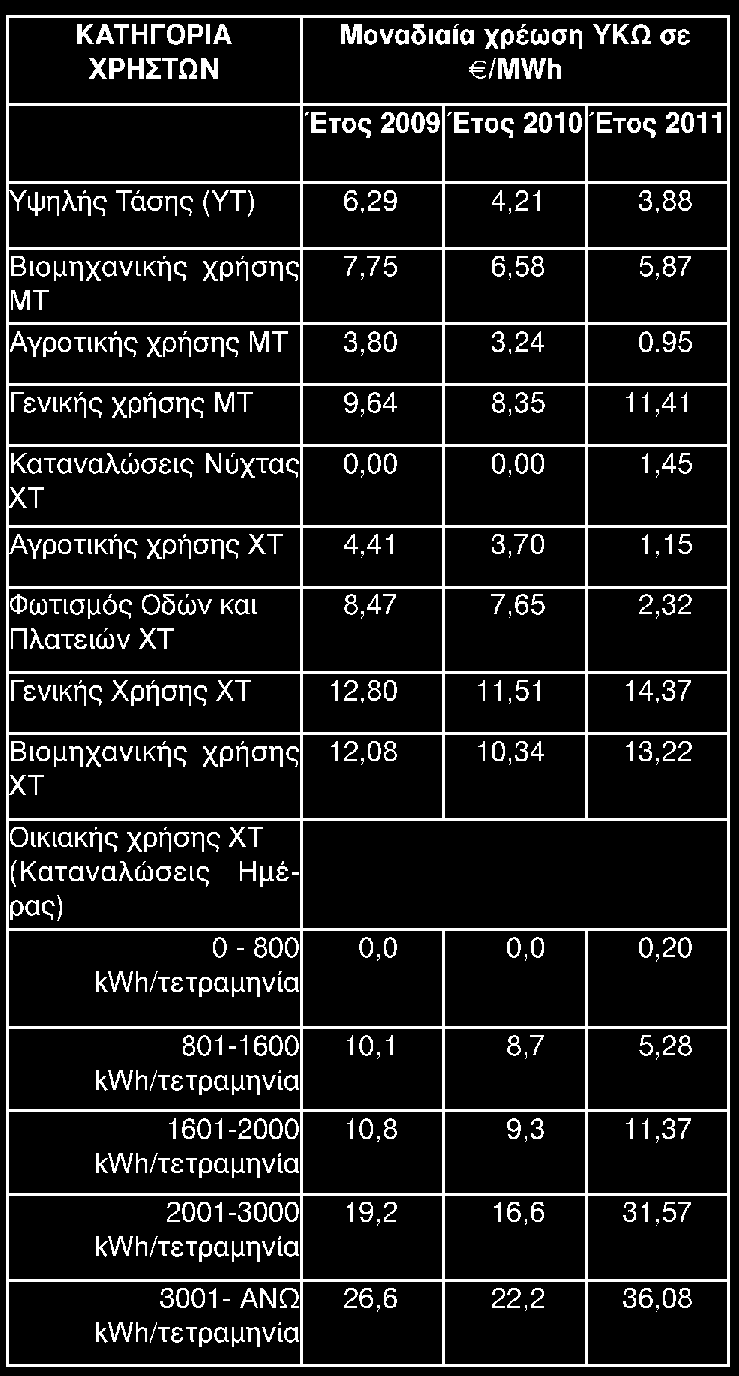 ΚΑΤΗΓΟΡΙΑ ΧΡΗΣΤΩΝ
Μοναδιαία χρέωση ΥΚΩ σε €/MWh
Έτος 2009 Έτος 2010 Έτος 2011
Υψηλής Τάσης (ΥΤ) 6,29 4,21 3,88
Βιομηχανικής χρήσης 7,75 6,58 5,87
ΜΤ
Αγροτικής χρήσης ΜΤ 3,80 3,24 0.95
Γενικής χρήσης ΜΤ 9,64 8,35 11,41
Καταναλώσεις Νύχτας 0,00 0,00 1,45
ΧΤ
Αγροτικής χρήσης ΧΤ 4,41 3,70 1,15
Φωτισμός Οδών και 8,47 7,65 2,32
Πλατειών ΧΤ
Γενικής Χρήσης ΧΤ 12,80 11,51 14,37
Βιομηχανικής χρήσης 12,08 10,34 13,22
ΧΤ
Οικιακής χρήσης ΧΤ
(Καταναλώσεις Ημέ-
ρας)
0 - 800 0,0 0,0 0,20
kWh/τετραμηνία
801-1600 10,1 8,7 5,28
kWh/τετραμηνία
1601-2000 10,8 9,3 11,37
kWh/τετραμηνία
2001-3000 19,2 16,6 31,57
kWh/τετραμηνία
3001- ΑΝΩ 26,6 22,2 36,08
kWh/τετραμηνία